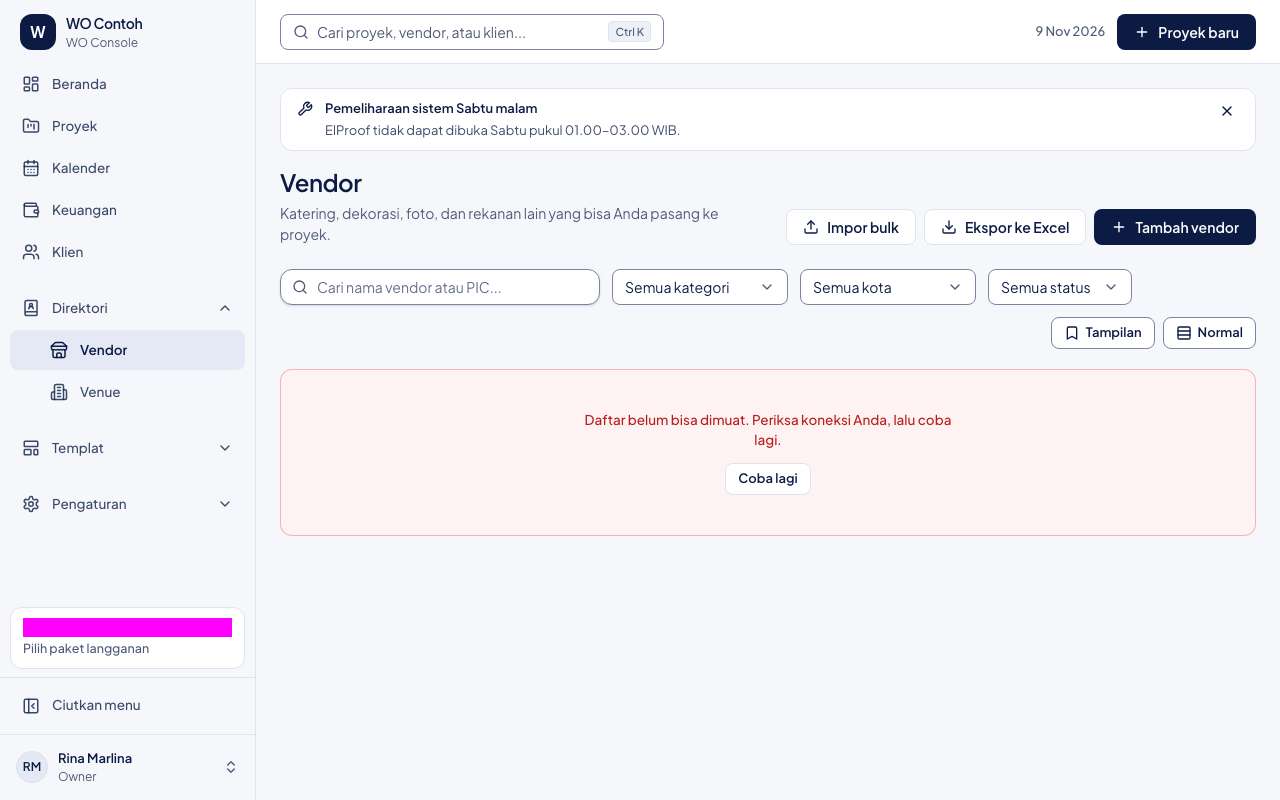 W
WO Contoh
WO Console
Beranda
Proyek
Kalender
Keuangan
Klien
Direktori
Vendor
Venue
Templat
Pengaturan
Pilih paket langganan
Ciutkan menu
RM
Rina Marlina
Owner
Cari proyek, vendor, atau klien...
Ctrl K
9 Nov 2026
Proyek baru
Pemeliharaan sistem Sabtu malam
ElProof tidak dapat dibuka Sabtu pukul 01.00–03.00 WIB.
Vendor
Katering, dekorasi, foto, dan rekanan lain yang bisa Anda pasang ke
proyek.
Impor bulk
Ekspor ke Excel
Tambah vendor
Cari nama vendor atau PIC...
Semua kategori
Semua kota
Semua status
Tampilan
Normal
Daftar belum bisa dimuat. Periksa koneksi Anda, lalu coba
lagi.
Coba lagi